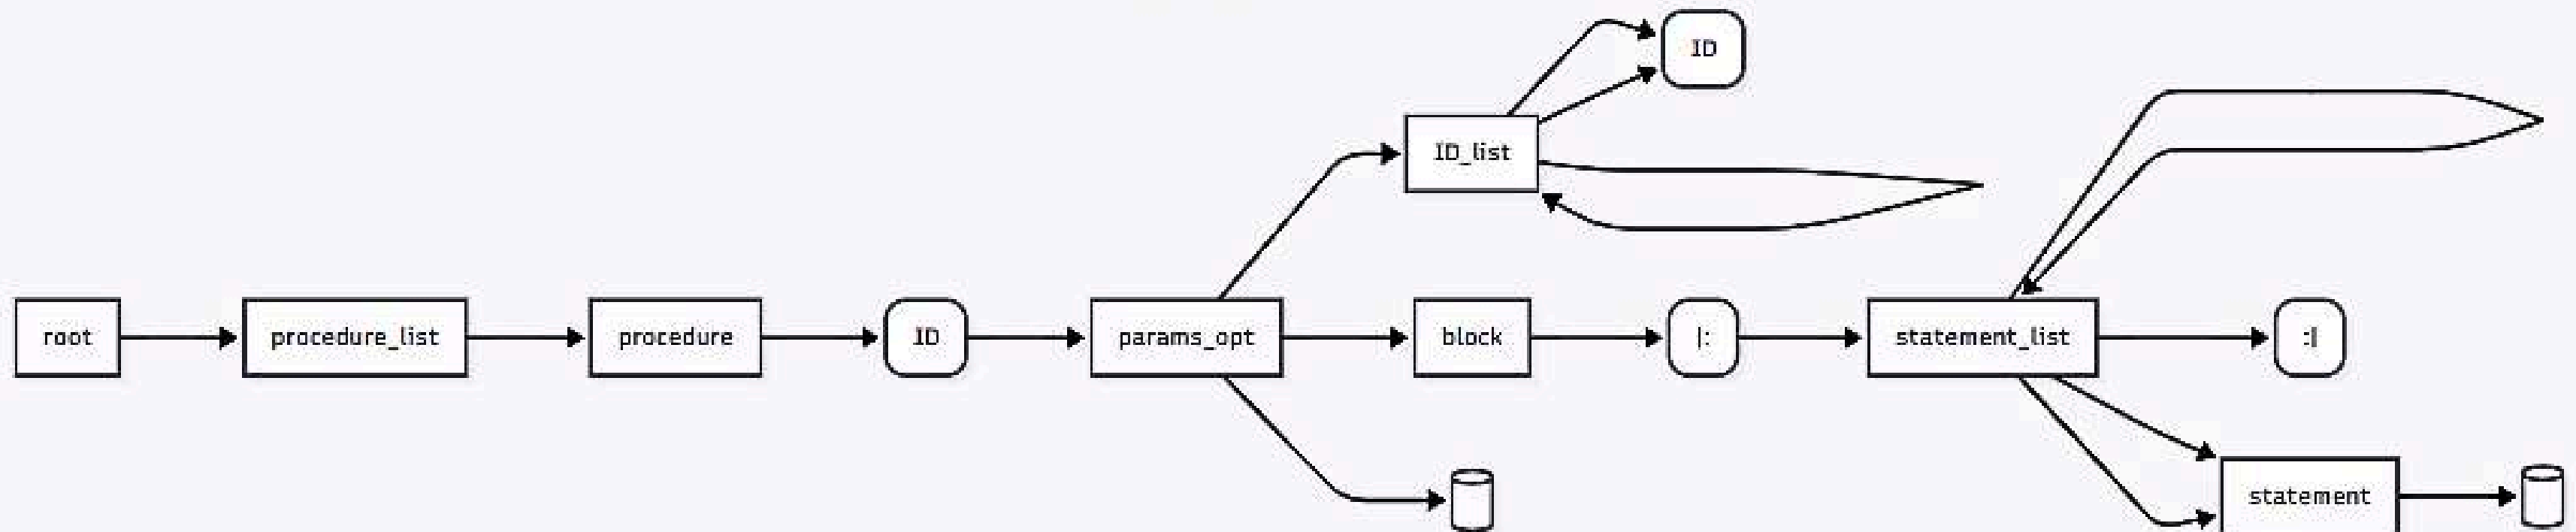 ID
ID_list
root
procedure_list
procedure
ID
params_opt
block
|:
statement_list
:|
statement